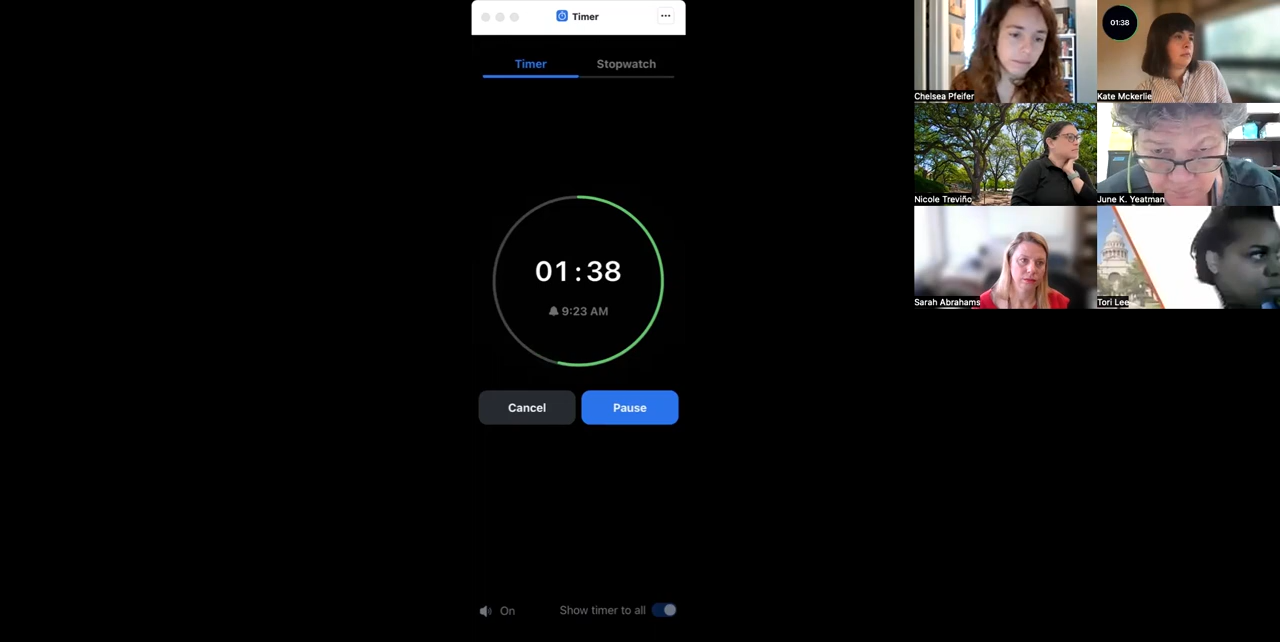 Timer
Timer
Stopwatch
01:38
9:23 AM
Cancel
Pause
On
Show timer to all
Chelsea Pfeifer
01:38
Kate Mckerlie
Nicole Treviño
June K. Yeatman
Sarah Abrahams
Tori Lee